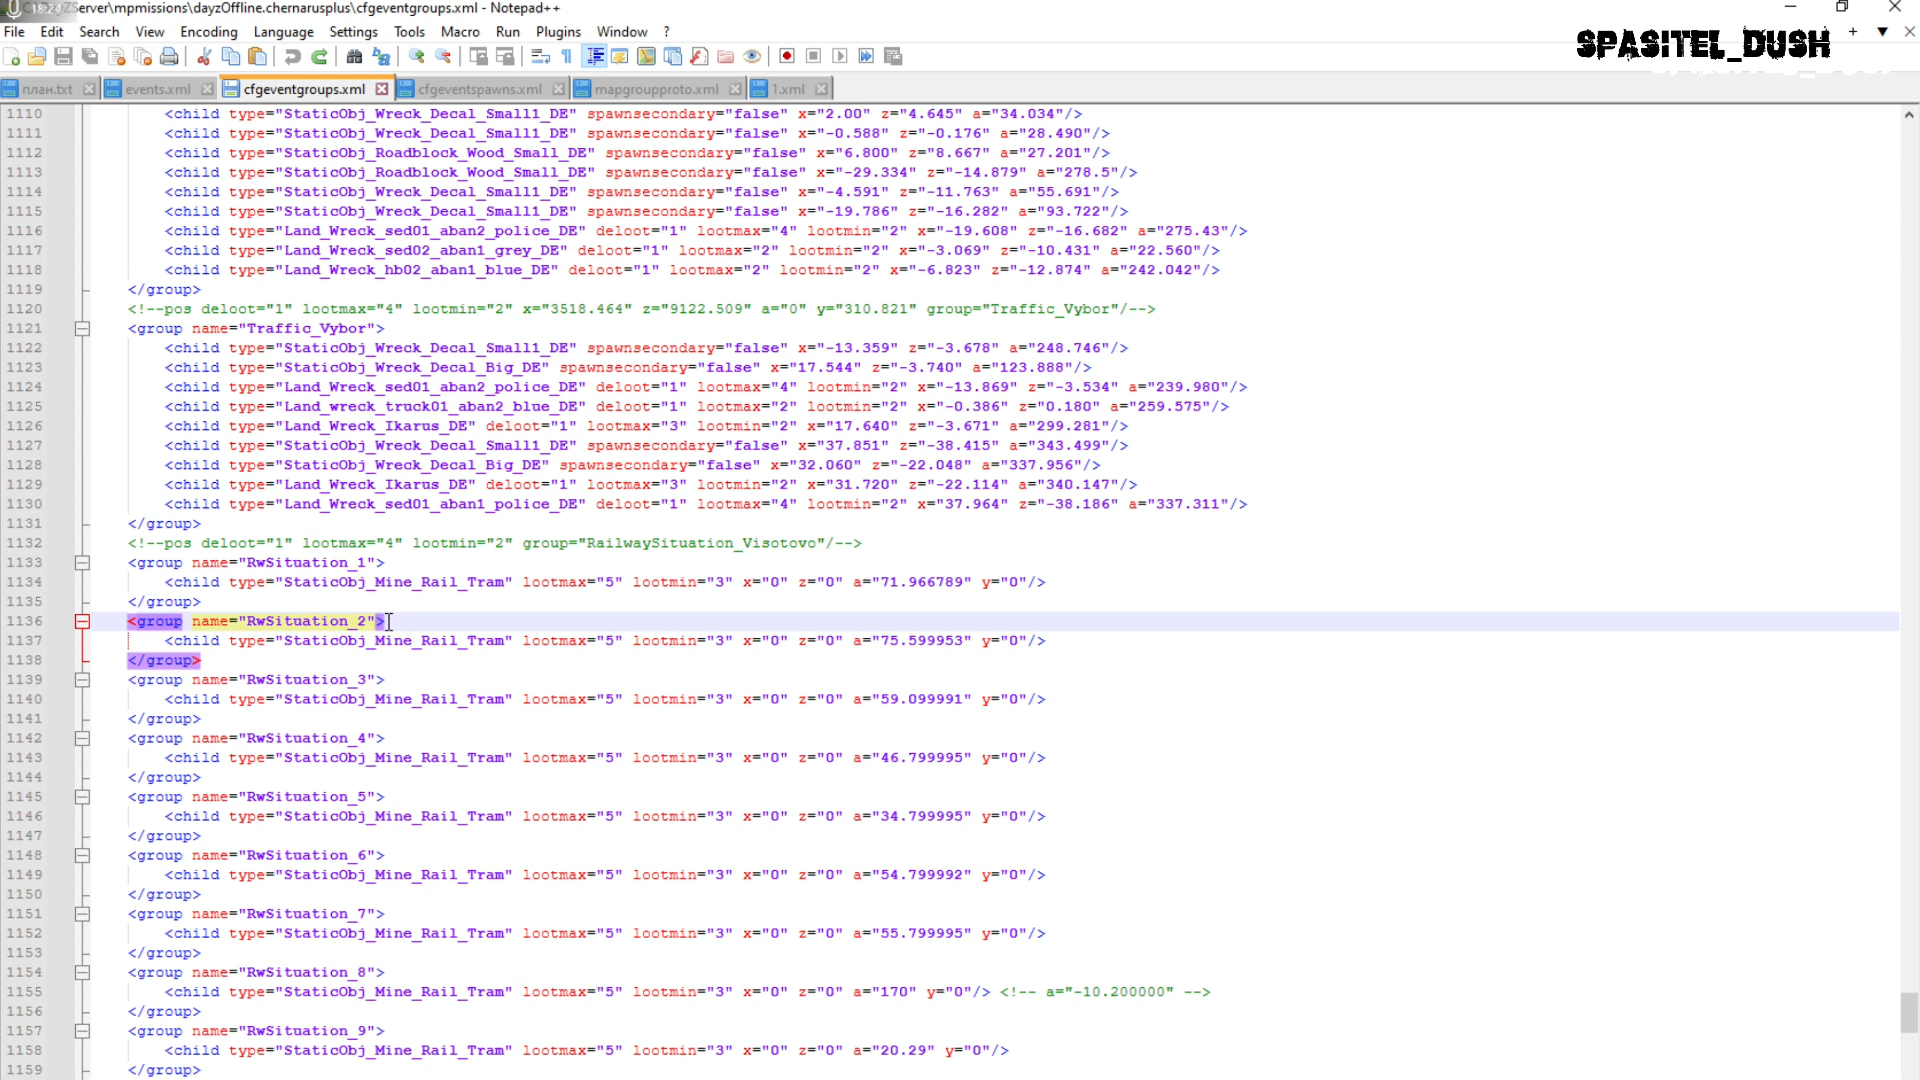 ZServer\mpmissions\dayzOffline.chernarusplus\cfgeventgroups.xml - Notepad++
File Edit Search View Encoding Language Settings Tools Macro Run Plugins Window ?
SPASITEL_DUSH
план.txt events.xml cfgeventgroups.xml cfgeventspawns.xml mapgroupproto.xml 1.xml
1110 <child type="StaticObj_Wreck_Decal_Small1_DE" spawnsecondary="false" x="2.00" z="4.645" a="34.034"/>
1111 <child type="StaticObj_Wreck_Decal_Small1_DE" spawnsecondary="false" x="-0.588" z="-0.176" a="28.490"/>
1112 <child type="StaticObj_Roadblock_Wood_Small_DE" spawnsecondary="false" x="6.800" z="8.667" a="27.201"/>
1113 <child type="StaticObj_Roadblock_Wood_Small_DE" spawnsecondary="false" x="-29.334" z="-14.879" a="278.5"/>
1114 <child type="StaticObj_Wreck_Decal_Small1_DE" spawnsecondary="false" x="-4.591" z="-11.763" a="55.691"/>
1115 <child type="StaticObj_Wreck_Decal_Small1_DE" spawnsecondary="false" x="-19.786" z="-16.282" a="93.722"/>
1116 <child type="Land_Wreck_sed01_aban2_police_DE" deloot="1" lootmax="4" lootmin="2" x="-19.608" z="-16.682" a="275.43"/>
1117 <child type="Land_Wreck_sed02_aban1_grey_DE" deloot="1" lootmax="2" lootmin="2" x="-3.069" z="-10.431" a="22.560"/>
1118 <child type="Land_Wreck_hb02_aban1_blue_DE" deloot="1" lootmax="2" lootmin="2" x="-6.823" z="-12.874" a="242.042"/>
1119 </group>
1120 <!--pos deloot="1" lootmax="4" lootmin="2" x="3518.464" z="9122.509" a="0" y="310.821" group="Traffic_Vybor"/-->
1121 <group name="Traffic_Vybor">
1122 <child type="StaticObj_Wreck_Decal_Small1_DE" spawnsecondary="false" x="-13.359" z="-3.678" a="248.746"/>
1123 <child type="StaticObj_Wreck_Decal_Big_DE" spawnsecondary="false" x="17.544" z="-3.740" a="123.888"/>
1124 <child type="Land_Wreck_sed01_aban2_police_DE" deloot="1" lootmax="4" lootmin="2" x="-13.869" z="-3.534" a="239.980"/>
1125 <child type="Land_wreck_truck01_aban2_blue_DE" deloot="1" lootmax="2" lootmin="2" x="-0.386" z="0.180" a="259.575"/>
1126 <child type="Land_Wreck_Ikarus_DE" deloot="1" lootmax="3" lootmin="2" x="17.640" z="-3.671" a="299.281"/>
1127 <child type="StaticObj_Wreck_Decal_Small1_DE" spawnsecondary="false" x="37.851" z="-38.415" a="343.499"/>
1128 <child type="StaticObj_Wreck_Decal_Big_DE" spawnsecondary="false" x="32.060" z="-22.048" a="337.956"/>
1129 <child type="Land_Wreck_Ikarus_DE" deloot="1" lootmax="3" lootmin="2" x="31.720" z="-22.114" a="340.147"/>
1130 <child type="Land_Wreck_sed01_aban1_police_DE" deloot="1" lootmax="4" lootmin="2" x="37.964" z="-38.186" a="337.311"/>
1131 </group>
1132 <!--pos deloot="1" lootmax="4" lootmin="2" group="RailwaySituation_Visotovo"/-->
1133 <group name="RwSituation_1">
1134 <child type="StaticObj_Mine_Rail_Tram" lootmax="5" lootmin="3" x="0" z="0" a="71.966789" y="0"/>
1135 </group>
1136 <group name="RwSituation_2">
1137 <child type="StaticObj_Mine_Rail_Tram" lootmax="5" lootmin="3" x="0" z="0" a="75.599953" y="0"/>
1138 </group>
1139 <group name="RwSituation_3">
1140 <child type="StaticObj_Mine_Rail_Tram" lootmax="5" lootmin="3" x="0" z="0" a="59.099991" y="0"/>
1141 </group>
1142 <group name="RwSituation_4">
1143 <child type="StaticObj_Mine_Rail_Tram" lootmax="5" lootmin="3" x="0" z="0" a="46.799995" y="0"/>
1144 </group>
1145 <group name="RwSituation_5">
1146 <child type="StaticObj_Mine_Rail_Tram" lootmax="5" lootmin="3" x="0" z="0" a="34.799995" y="0"/>
1147 </group>
1148 <group name="RwSituation_6">
1149 <child type="StaticObj_Mine_Rail_Tram" lootmax="5" lootmin="3" x="0" z="0" a="54.799992" y="0"/>
1150 </group>
1151 <group name="RwSituation_7">
1152 <child type="StaticObj_Mine_Rail_Tram" lootmax="5" lootmin="3" x="0" z="0" a="55.799995" y="0"/>
1153 </group>
1154 <group name="RwSituation_8">
1155 <child type="StaticObj_Mine_Rail_Tram" lootmax="5" lootmin="3" x="0" z="0" a="170" y="0"/> <!-- a="-10.200000" -->
1156 </group>
1157 <group name="RwSituation_9">
1158 <child type="StaticObj_Mine_Rail_Tram" lootmax="5" lootmin="3" x="0" z="0" a="20.29" y="0"/>
1159 </group>